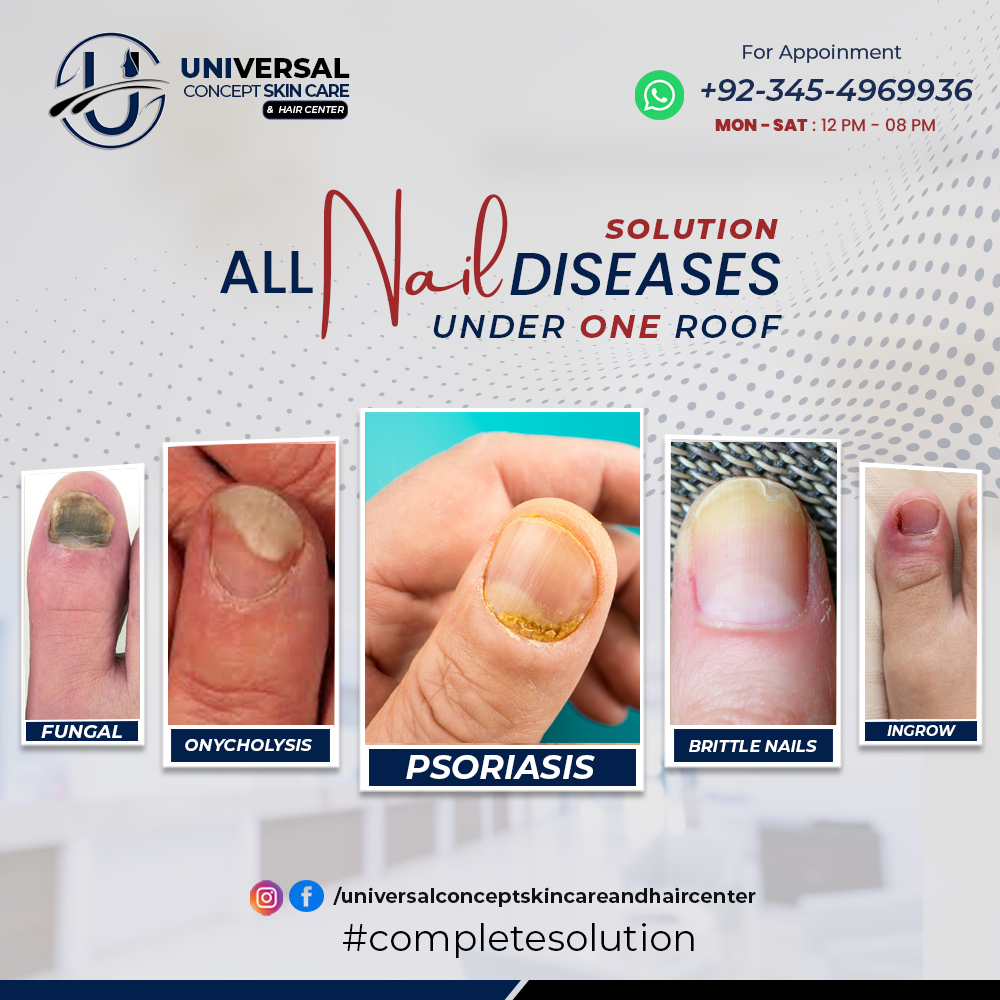 UNIVERSAL
CONCEPT SKIN CARE
& HAIR CENTER
For Appoinment
+92-345-4969936
MON - SAT : 12 PM - 08 PM
SOLUTION
ALL Nail DISEASES
UNDER ONE ROOF
FUNGAL
ONYCHOLYSIS
PSORIASIS
BRITTLE NAILS
INGROW
/universalconceptskincareandhaircenter
#completesolution